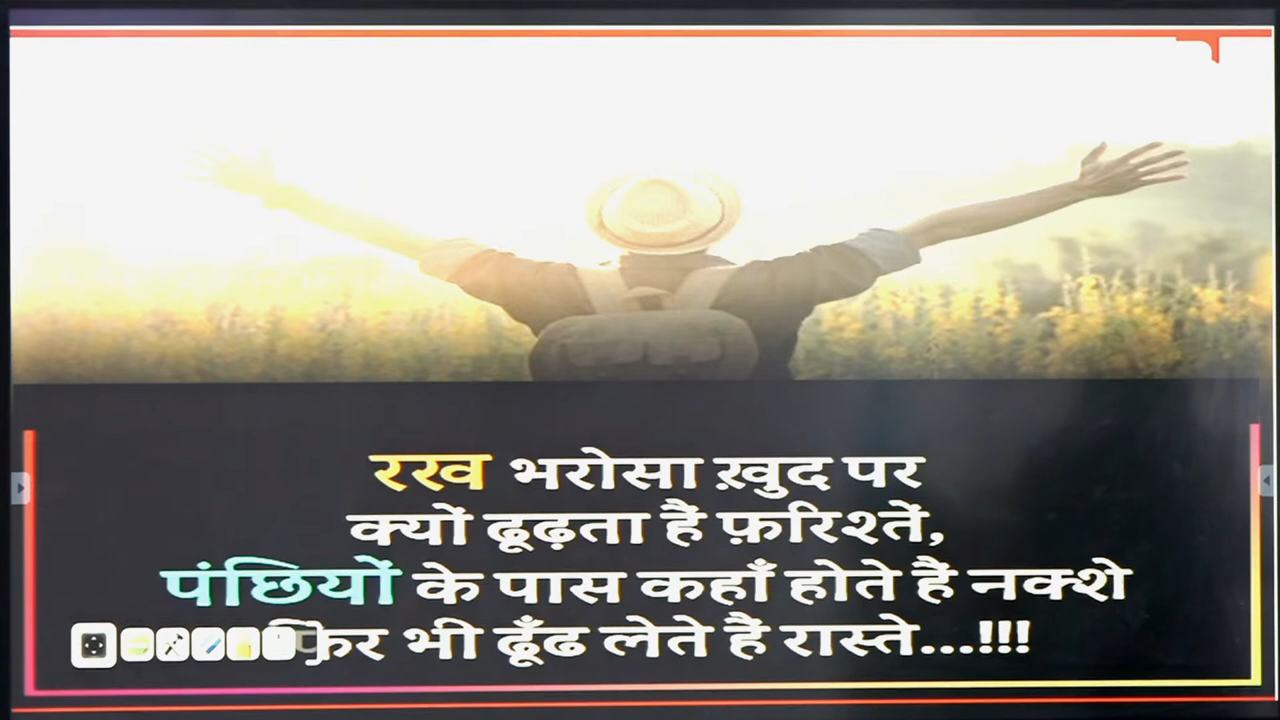 रख भरोसा ख़ुद पर
क्यों ढूढ़ता हैं फ़रिश्तें,
पंछियों के पास कहाँ होते हैं नक्शे
फिर भी ढूँढ लेते हैं रास्ते...!!!